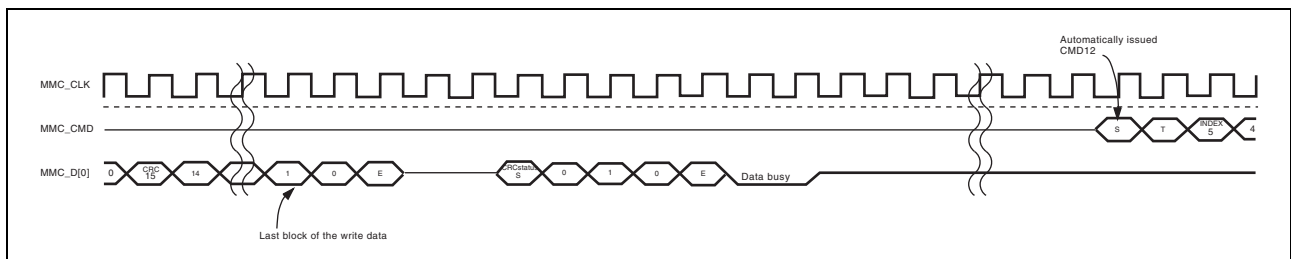 Automatically issued
CMD12
MMC_CLK
MMC_CMD
S T INDEX 5 4
MMC_D[0]
0 CRC 15 14 1 0 E CRCstatus S 0 1 0 E Data busy
Last block of the write data